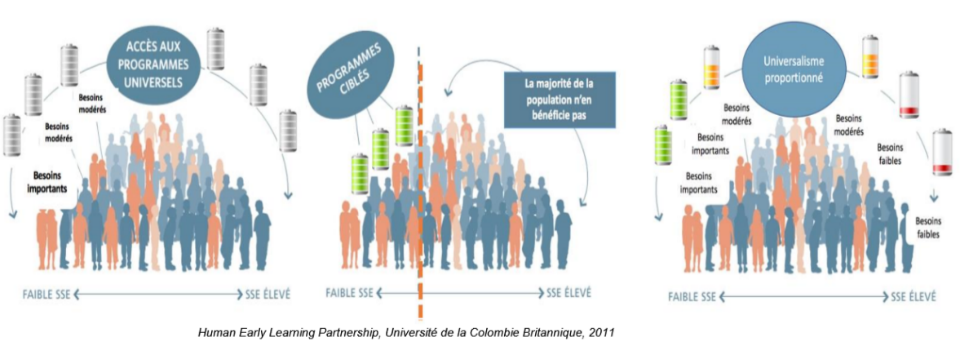 ACCÈS AUX
PROGRAMMES
UNIVERSELS
Besoins
modérés
Besoins
modérés
Besoins
importants
FAIBLE SSE
SSE ÉLEVÉ
PROGRAMMES
CIBLÉS
La majorité de la
population n'en
bénéficie pas
FAIBLE SSE
SSE ÉLEVÉ
Universalisme
proportionné
Besoins
modérés
Besoins
importants
Besoins
importants
Besoins
modérés
Besoins
faibles
Besoins
faibles
FAIBLE SSE
SSE ÉLEVÉ
Human Early Learning Partnership, Université de la Colombie Britannique, 2011